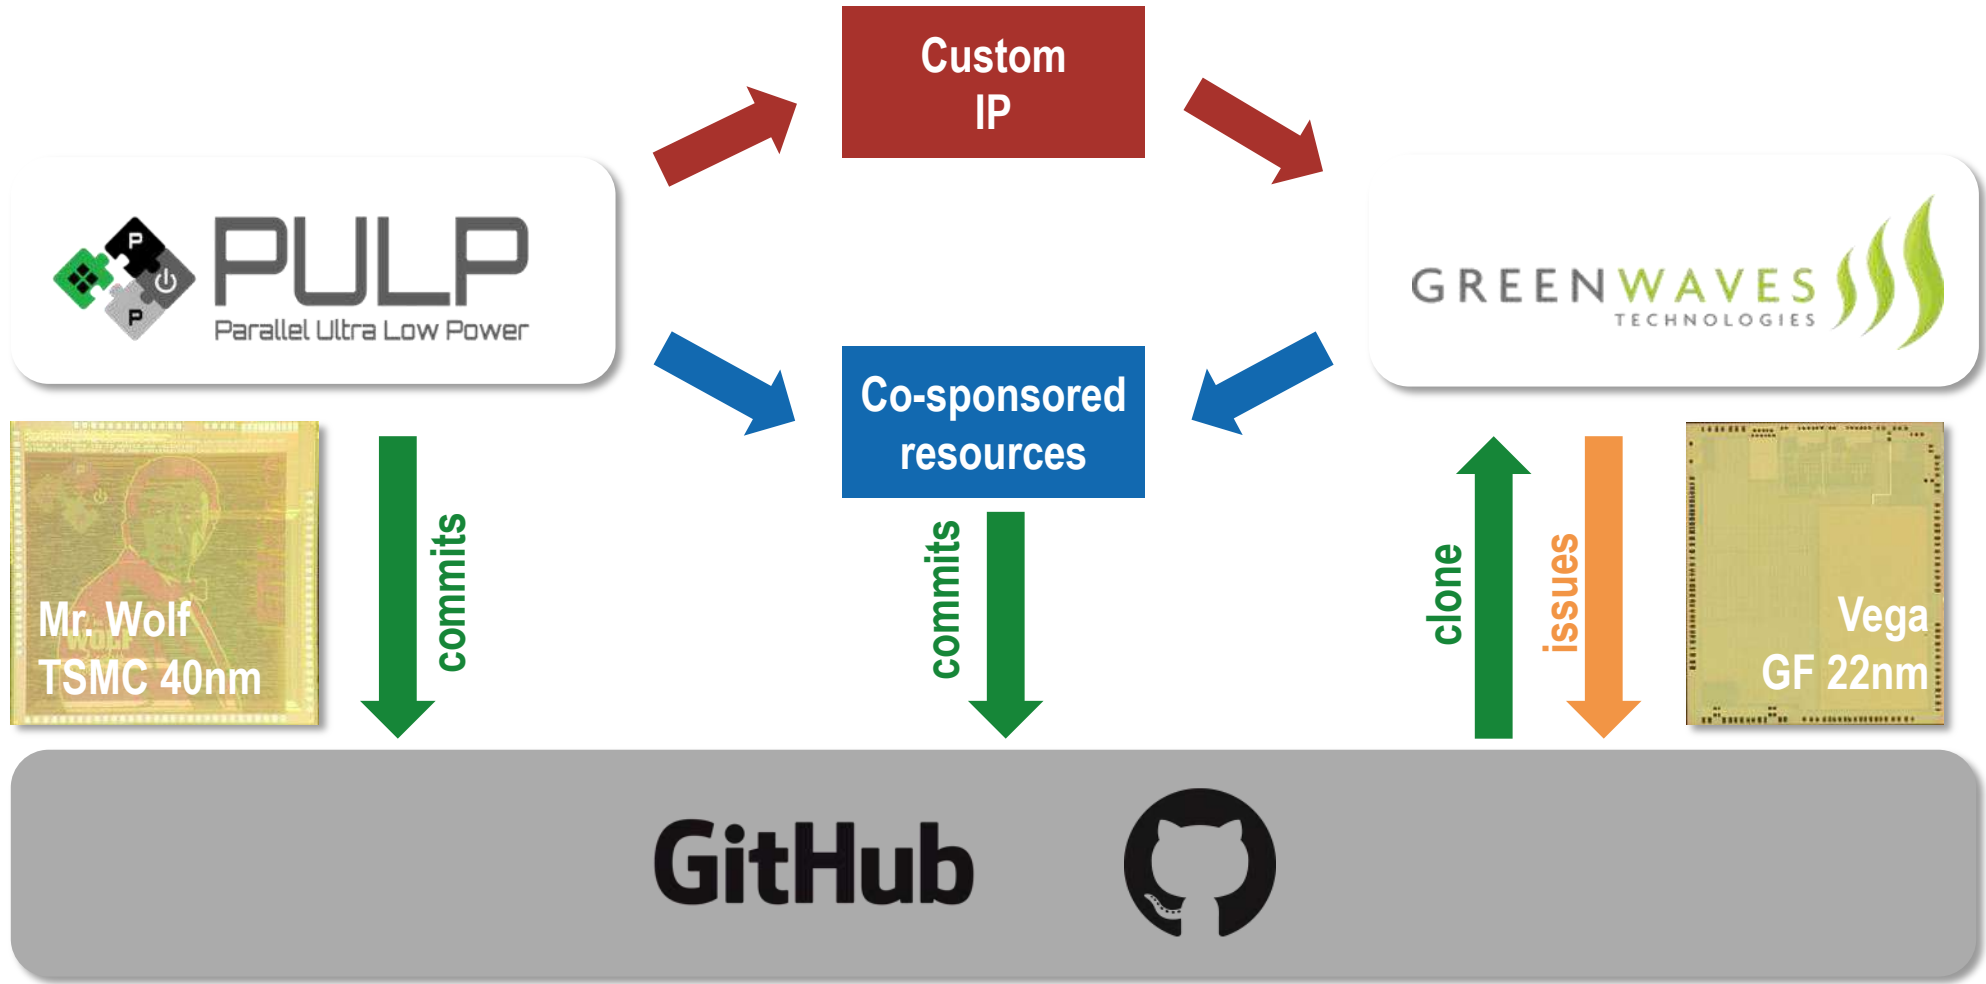 Custom
IP
P
P
PULP
Parallel Ultra Low Power
GREENWAVES
TECHNOLOGIES
Co-sponsored
resources
commits
commits
clone
issues
WOLF
Mr. Wolf
TSMC 40nm
Vega
GF 22nm
GitHub